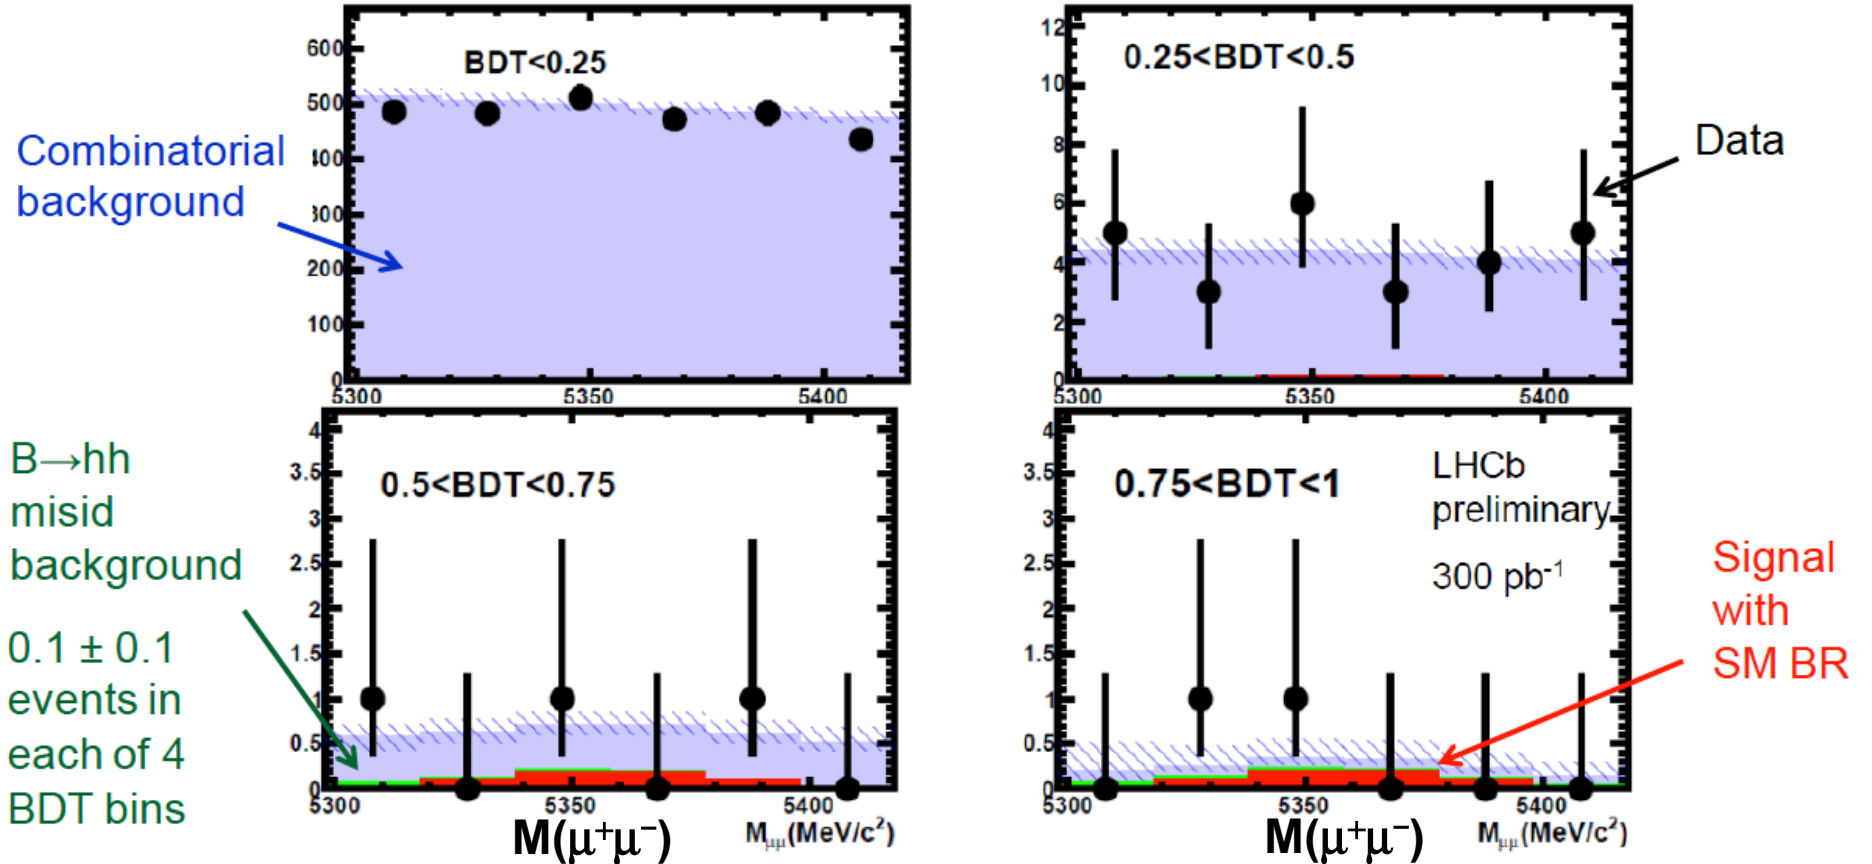 600
500
400
300
200
100
0
5300
5350
5400
BDT<0.25
12
10
8
6
4
2
0
5300
5350
5400
0.25<BDT<0.5
Combinatorial
background
Data
4
3.5
3
2.5
2
1.5
1
0.5
0
5300
5350
5400
0.5<BDT<0.75
M(μ⁺μ⁻)
Mμμ(MeV/c²)
4
3.5
3
2.5
2
1.5
1
0.5
0
5300
5350
5400
0.75<BDT<1
LHCb
preliminary
300 pb⁻¹
M(μ⁺μ⁻)
Mμμ(MeV/c²)
B→hh
misid
background
0.1 ± 0.1
events in
each of 4
BDT bins
Signal
with
SM BR